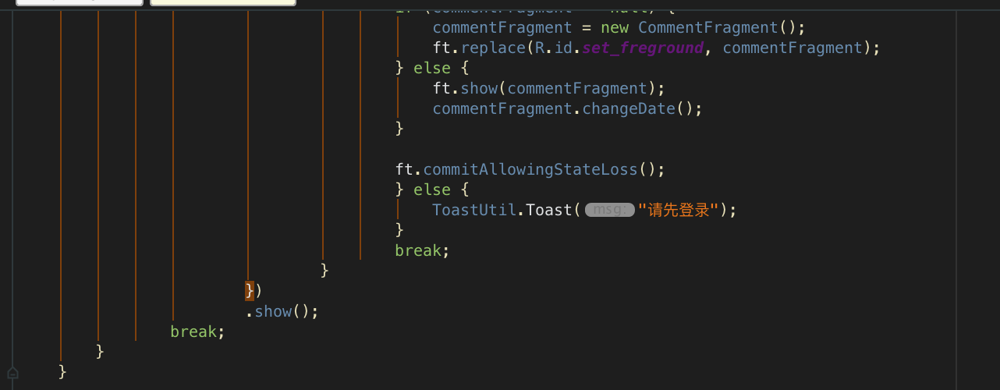 if (commentFragment == null) {
commentFragment = new CommentFragment();
ft.replace(R.id.set_freground, commentFragment);
} else {
ft.show(commentFragment);
commentFragment.changeDate();
}
ft.commitAllowingStateLoss();
} else {
ToastUtil.Toast( msg: "请先登录");
}
break;
}
})
.show();
break;
}
}